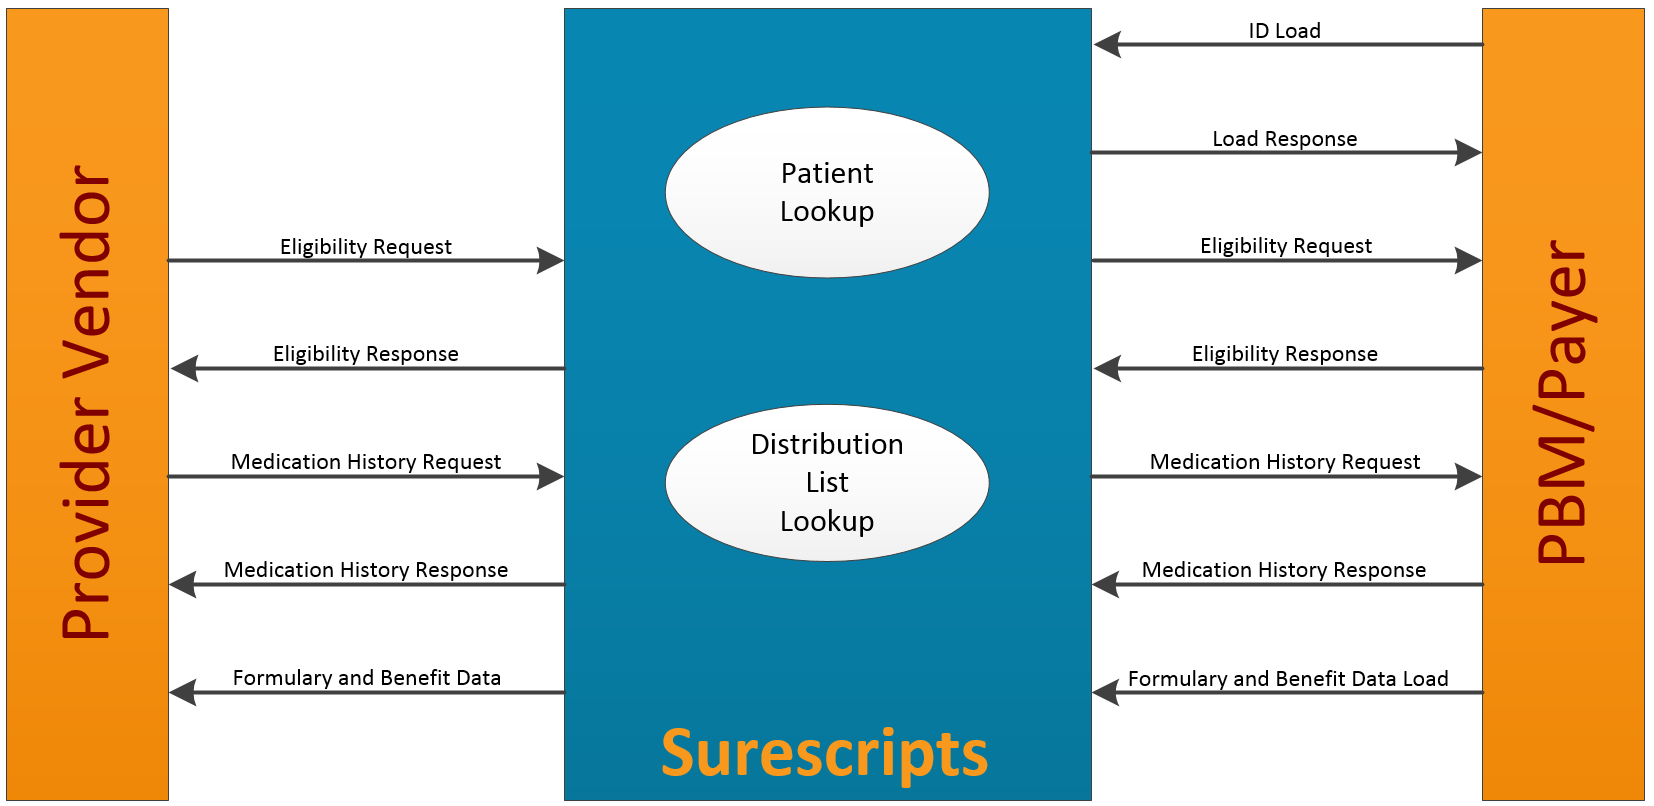 ID Load
Load Response
Patient
Lookup
Eligibility Request
Eligibility Request
Eligibility Response
Eligibility Response
Distribution
List
Lookup
Medication History Request
Medication History Request
Medication History Response
Medication History Response
Formulary and Benefit Data
Formulary and Benefit Data Load
Provider Vendor
Surescripts
PBM/Payer